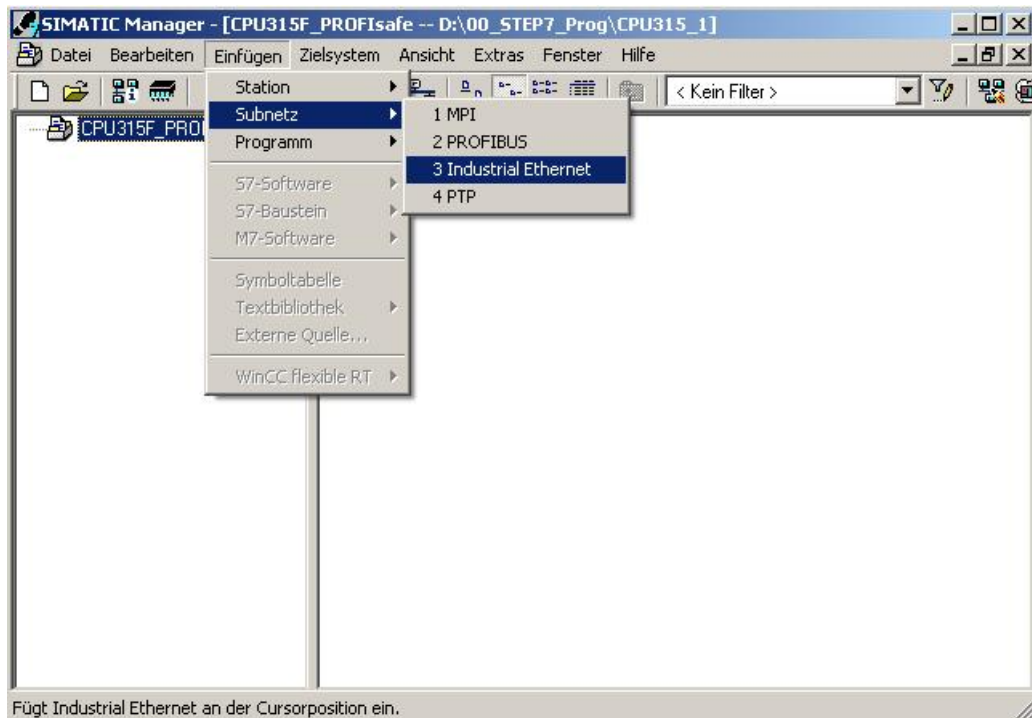 SIMATIC Manager - [CPU315F_PROFIsafe -- D:\00_STEP7_Prog\CPU315_1]
Datei Bearbeiten Einfügen Zielsystem Ansicht Extras Fenster Hilfe
< Kein Filter >
CPU315F_PROI
Station
Subnetz
Programm
S7-Software
S7-Baustein
M7-Software
Symboltabelle
Textbibliothek
Externe Quelle...
WinCC flexible RT
1 MPI
2 PROFIBUS
3 Industrial Ethernet
4 PTP
Fügt Industrial Ethernet an der Cursorposition ein.